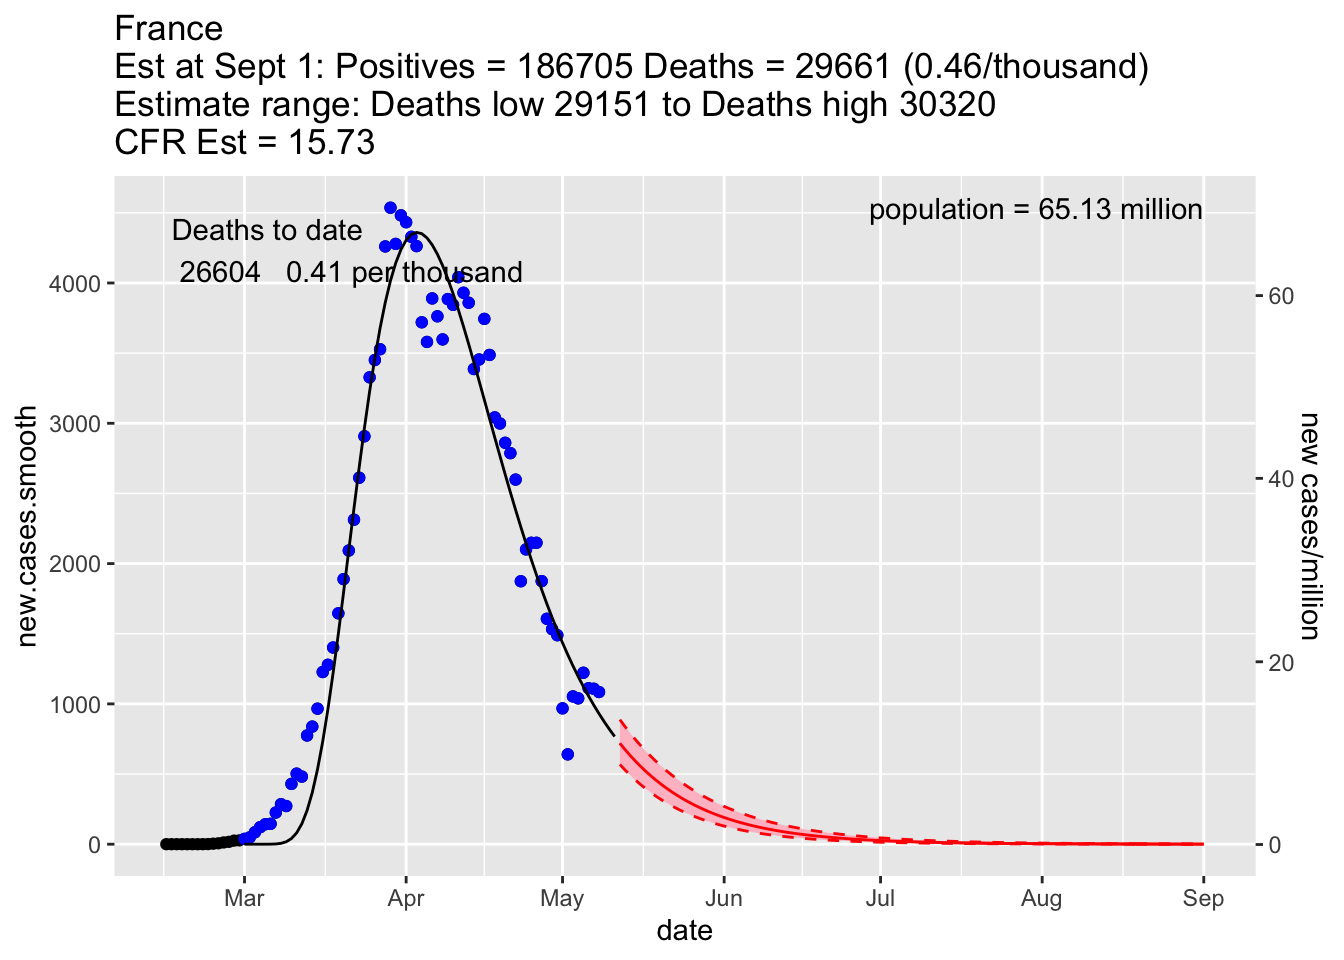 France
Est at Sept 1: Positives = 186705 Deaths = 29661 (0.46/thousand)
Estimate range: Deaths low 29151 to Deaths high 30320
CFR Est = 15.73
population = 65.13 million
Deaths to date
26604 0.41 per thousand
4000
3000
2000
1000
0
new.cases.smooth
60
40
20
0
new cases/million
Mar Apr May Jun Jul Aug Sep
date